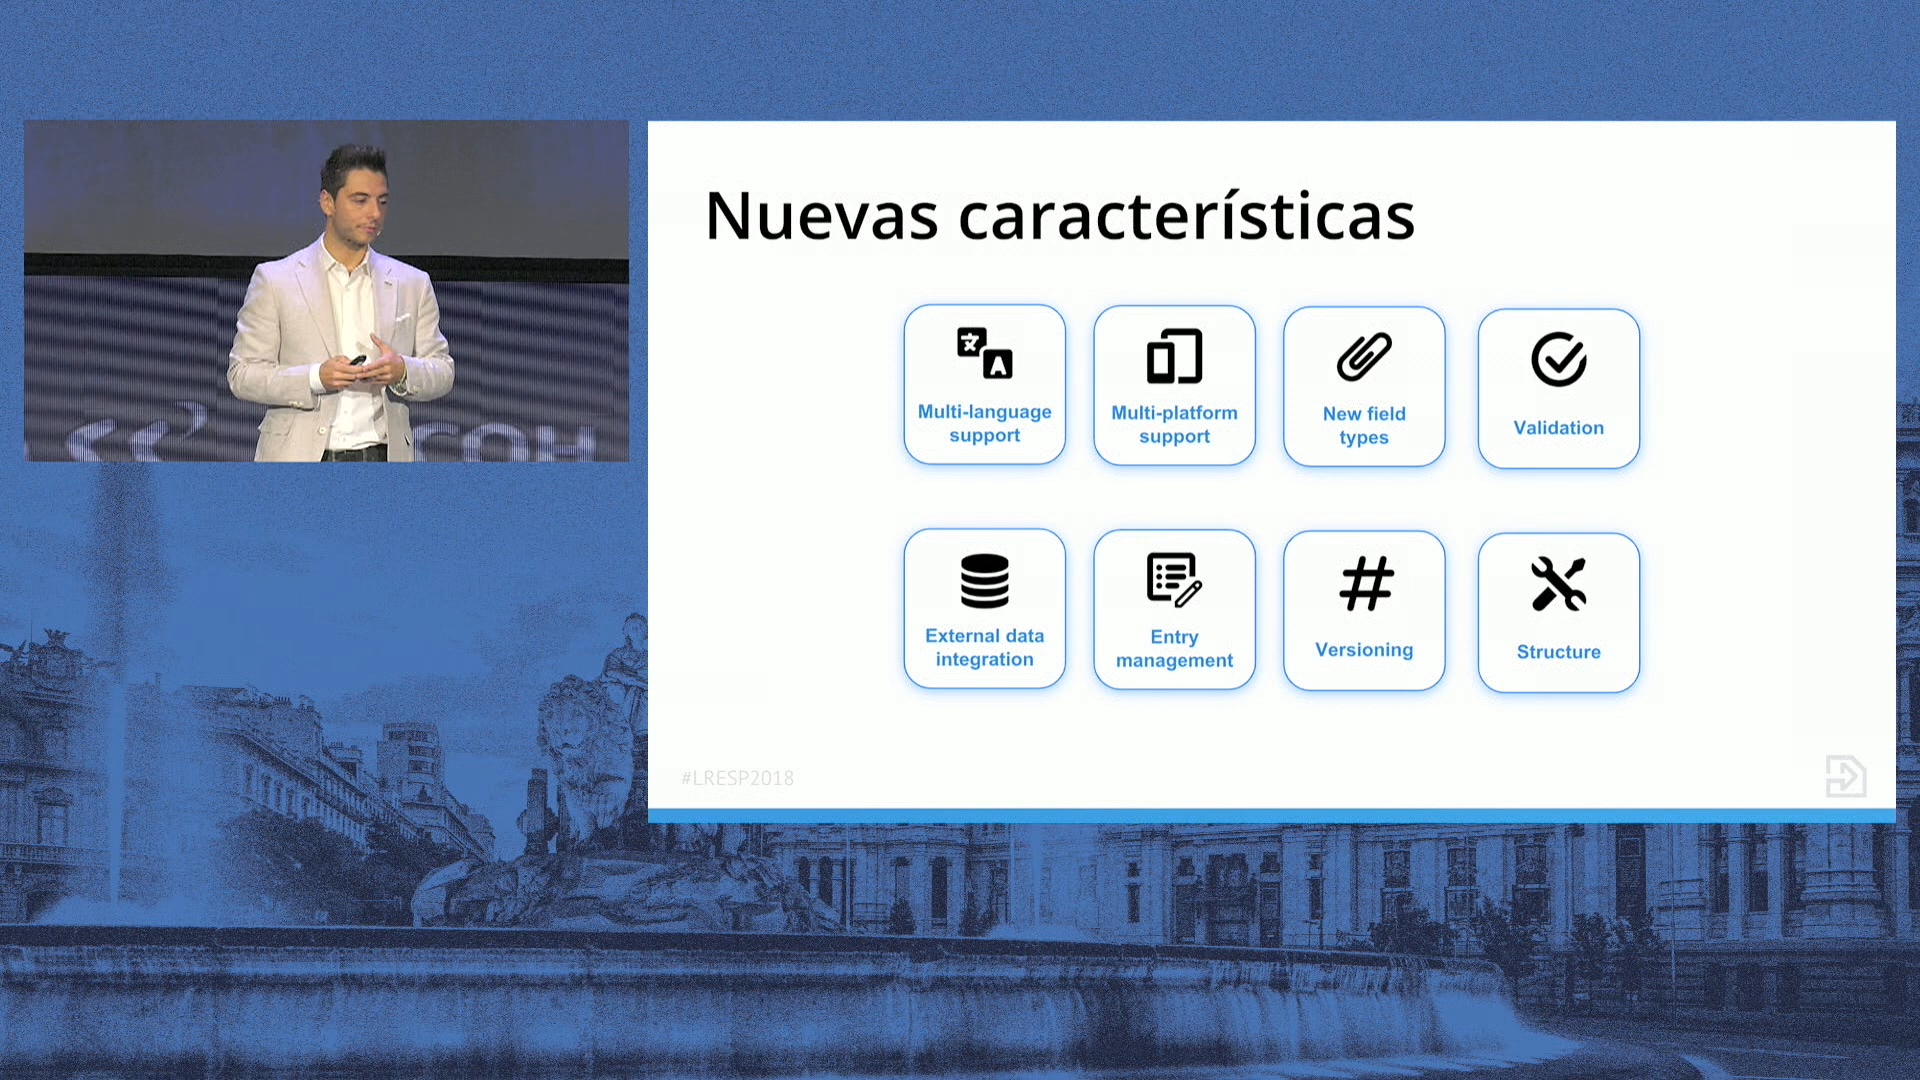 Nuevas características
Multi-language
support
Multi-platform
support
New field
types
Validation
External data
integration
Entry
management
Versioning
Structure
#LRESP2018